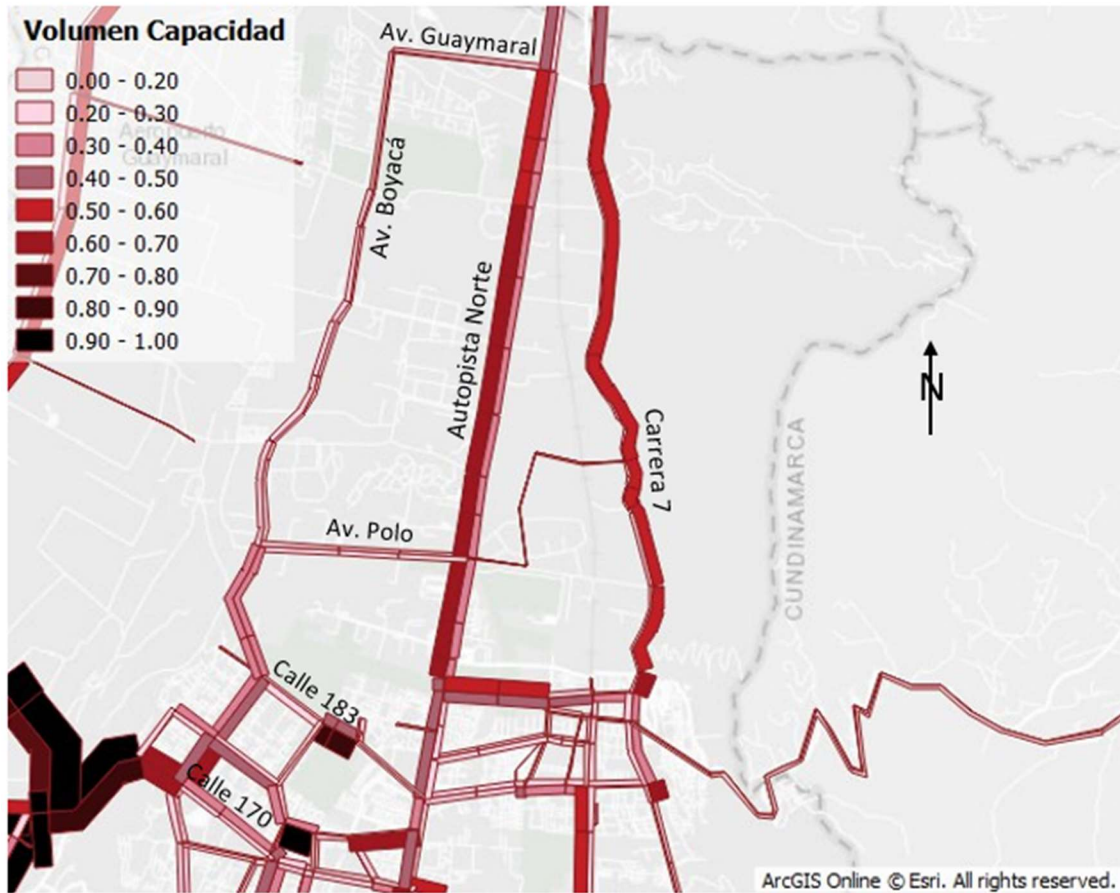 Volumen Capacidad
0.00 - 0.20
0.20 - 0.30
0.30 - 0.40
0.40 - 0.50
0.50 - 0.60
0.60 - 0.70
0.70 - 0.80
0.80 - 0.90
0.90 - 1.00
Aeropuerto
Guaymaral
Av. Guaymaral
Av. Boyacá
Autopista Norte
Carrera 7
N
CUNDINAMARCA
Av. Polo
Calle 183
Calle 170
ArcGIS Online © Esri. All rights reserved.